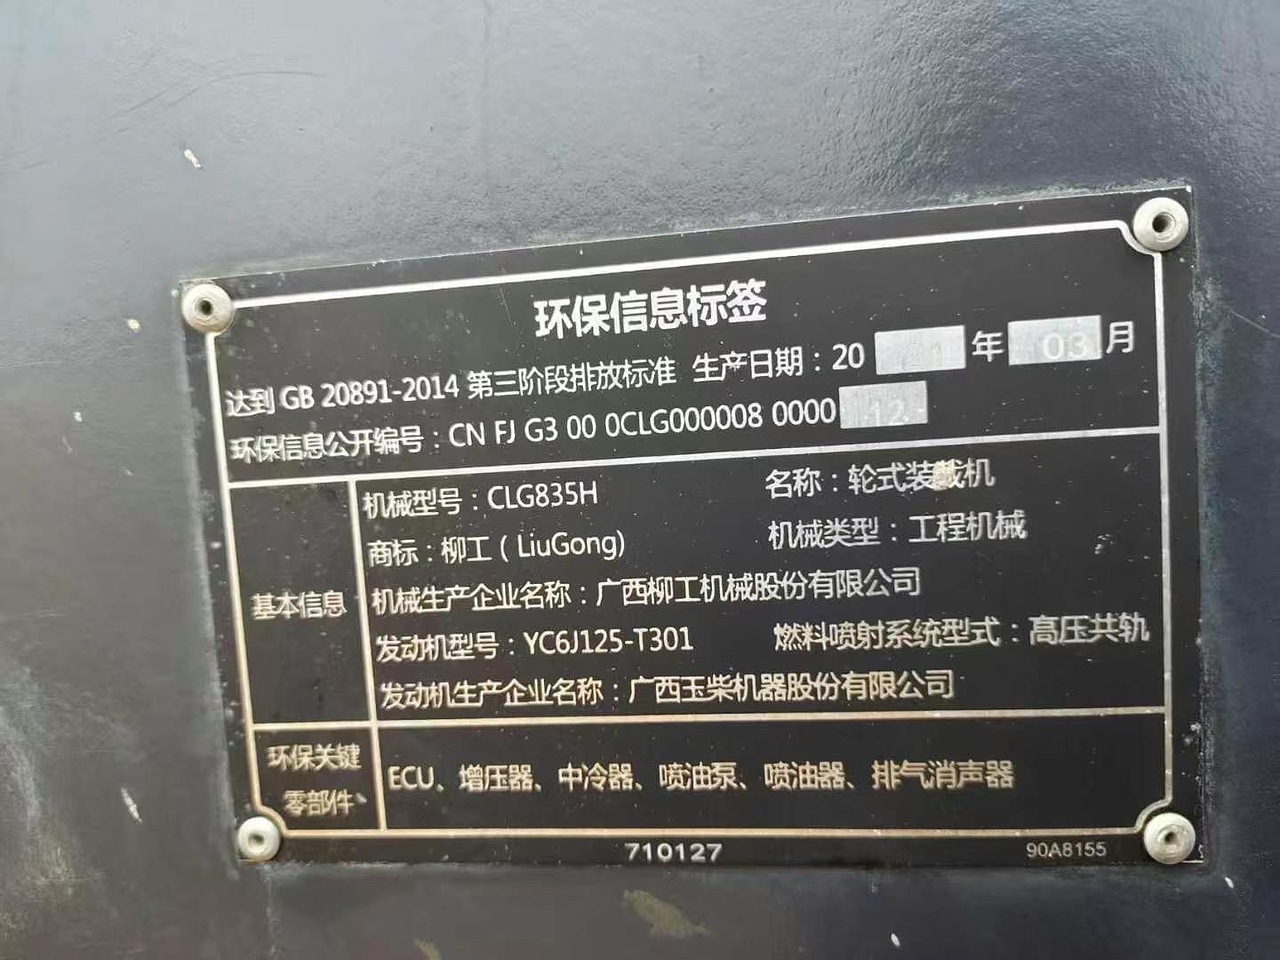 环保信息标签
达到 GB 20891-2014 第三阶段排放标准 生产日期：20 年 03 月
环保信息公开编号：CN FJ G3 00 0CLG000008 0000 12
基本信息
机械型号：CLG835H 名称：轮式装载机
商标：柳工（LiuGong) 机械类型：工程机械
机械生产企业名称：广西柳工机械股份有限公司
发动机型号：YC6J125-T301 燃料喷射系统型式：高压共轨
发动机生产企业名称：广西玉柴机器股份有限公司
环保关键
零部件
ECU、增压器、中冷器、喷油泵、喷油器、排气消声器
710127 90A8155